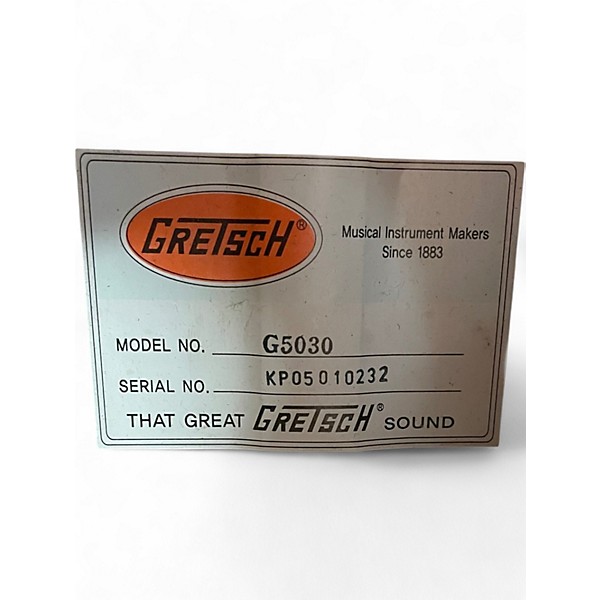 GRETSCH®
Musical Instrument Makers
Since 1883
MODEL NO. G5030
SERIAL NO. KP05010232
THAT GREAT GRETSCH® SOUND